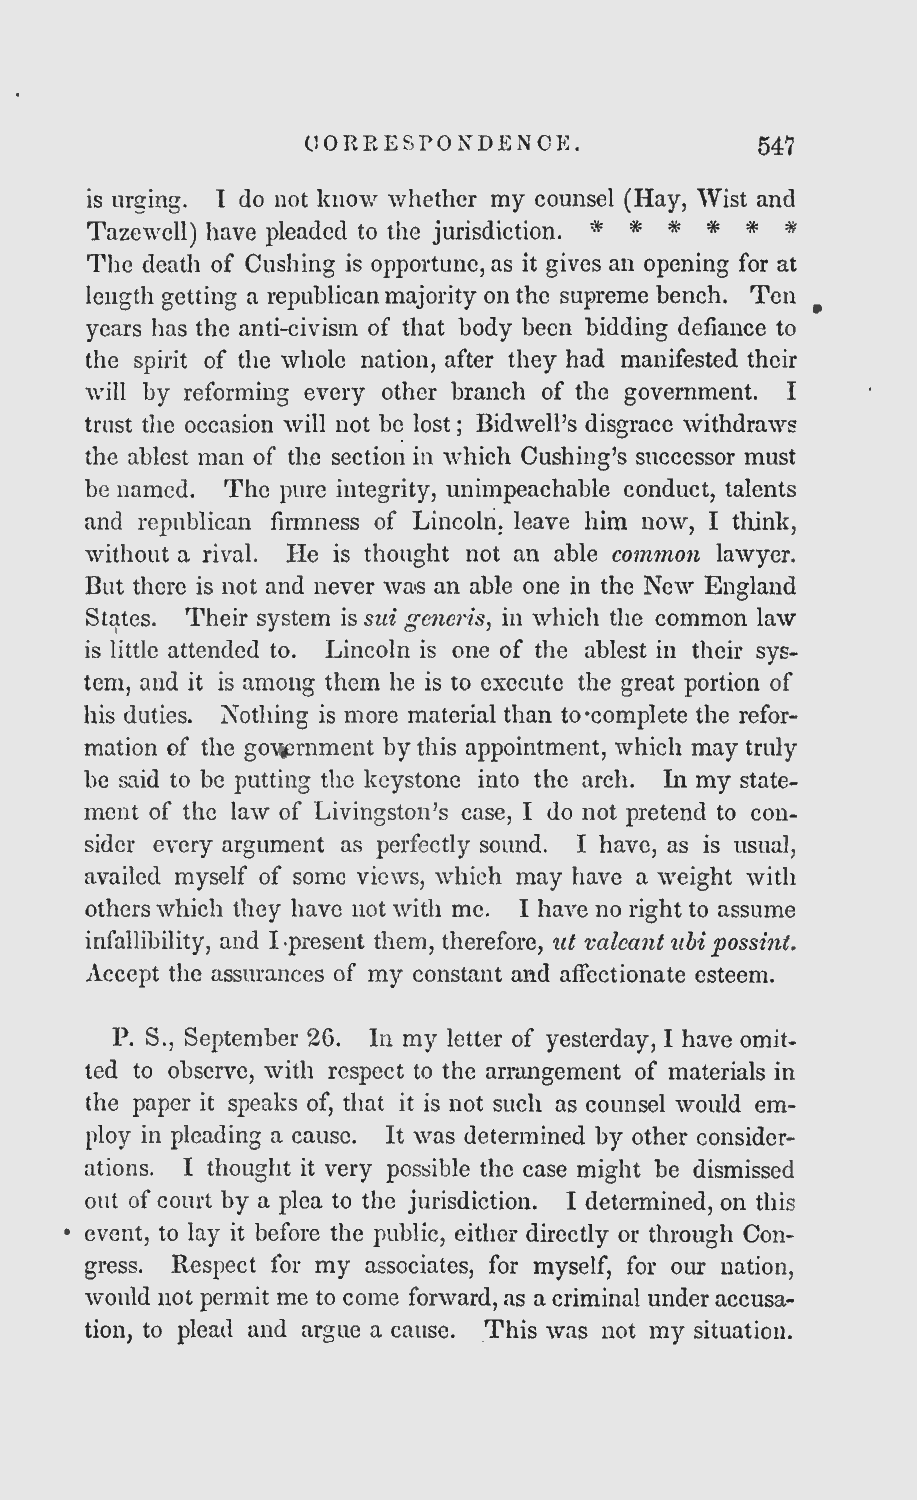 CORRESPONDENCE. 547
is urging. I do not know whether my counsel (Hay, Wist and
Tazewell) have pleaded to the jurisdiction. * * * * * *
The death of Cushing is opportune, as it gives an opening for at
length getting a republican majority on the supreme bench. Ten
years has the anti-civism of that body been bidding defiance to
the spirit of the whole nation, after they had manifested their
will by reforming every other branch of the government. I
trust the occasion will not be lost; Bidwell's disgrace withdraws
the ablest man of the section in which Cushing's successor must
be named. The pure integrity, unimpeachable conduct, talents
and republican firmness of Lincoln, leave him now, I think,
without a rival. He is thought not an able common lawyer.
But there is not and never was an able one in the New England
States. Their system is sui generis, in which the common law
is little attended to. Lincoln is one of the ablest in their sys-
tem, and it is among them he is to execute the great portion of
his duties. Nothing is more material than to complete the refor-
mation of the government by this appointment, which may truly
be said to be putting the keystone into the arch. In my state-
ment of the law of Livingston's case, I do not pretend to con-
sider every argument as perfectly sound. I have, as is usual,
availed myself of some views, which may have a weight with
others which they have not with me. I have no right to assume
infallibility, and I present them, therefore, ut valeant ubi possint.
Accept the assurances of my constant and affectionate esteem.
P. S., September 26. In my letter of yesterday, I have omit-
ted to observe, with respect to the arrangement of materials in
the paper it speaks of, that it is not such as counsel would em-
ploy in pleading a cause. It was determined by other consider-
ations. I thought it very possible the case might be dismissed
out of court by a plea to the jurisdiction. I determined, on this
event, to lay it before the public, either directly or through Con-
gress. Respect for my associates, for myself, for our nation,
would not permit me to come forward, as a criminal under accusa-
tion, to plead and argue a cause. This was not my situation.